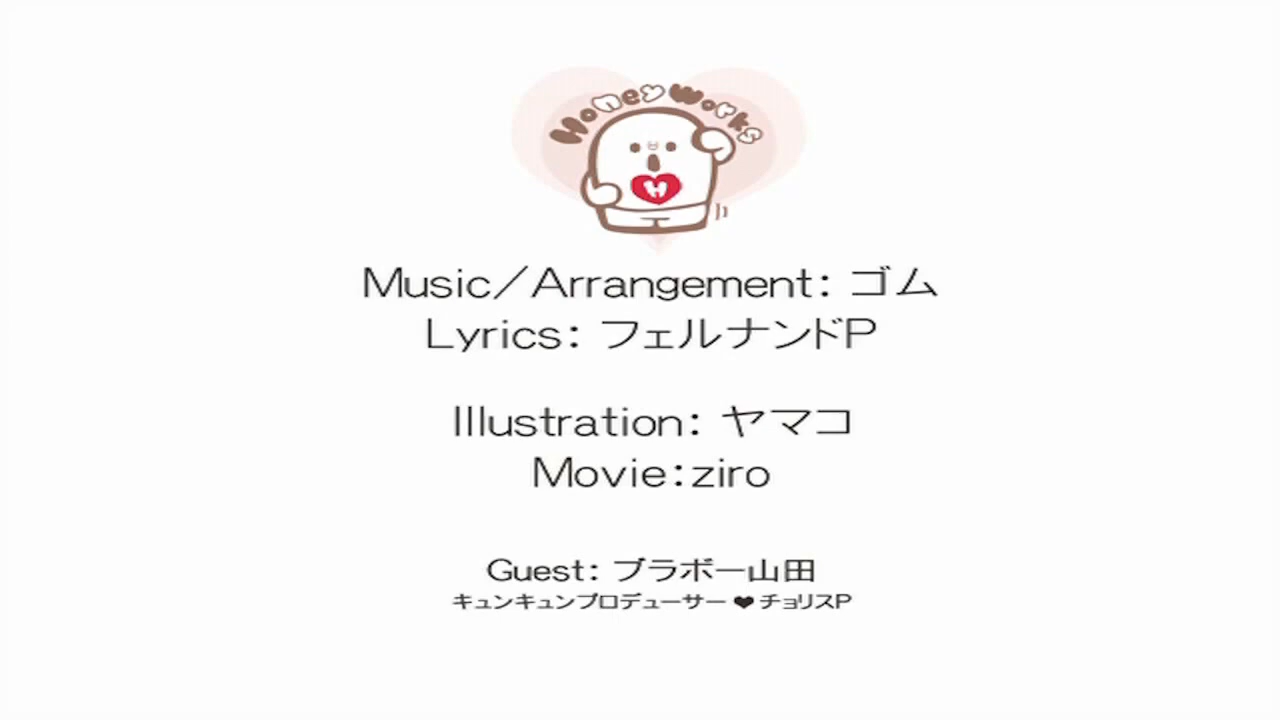 Honey Works
H
Music／Arrangement：ゴム
Lyrics：フェルナンドP
Illustration：ヤマコ
Movie：ziro
Guest：ブラボー山田
キュンキュンプロデューサー ❤ チョリスP